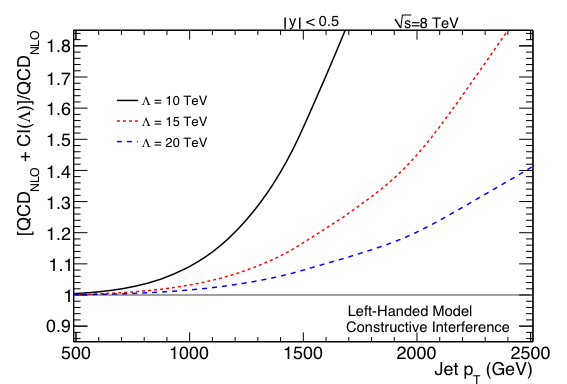 |y| < 0.5 √s=8 TeV
[QCD_NLO + CI(Λ)]/QCD_NLO
1.8
1.7
1.6
1.5
1.4
1.3
1.2
1.1
1
0.9
Λ = 10 TeV
Λ = 15 TeV
Λ = 20 TeV
Left-Handed Model
Constructive Interference
500 1000 1500 2000 2500
Jet p_T (GeV)